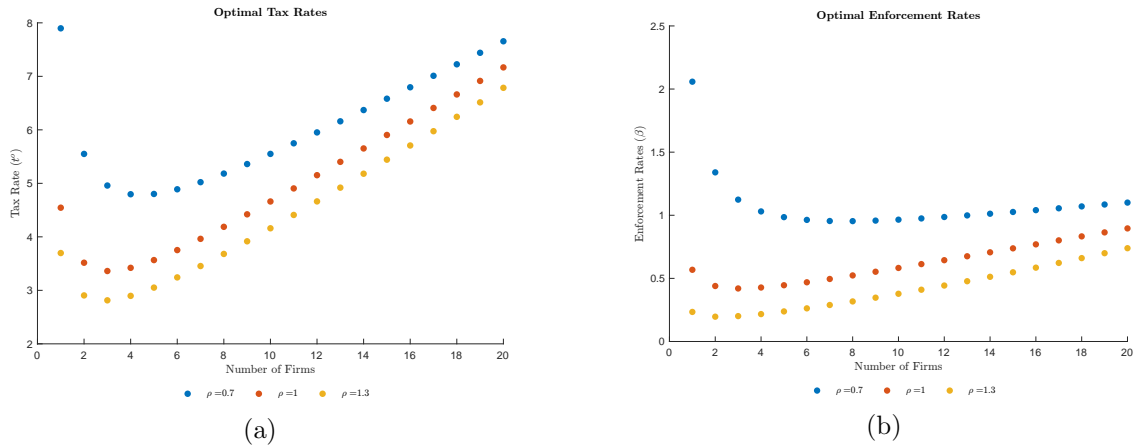 Optimal Tax Rates
8
7
6
5
4
3
2
Tax Rate (tᵒ)
0 2 4 6 8 10 12 14 16 18 20
Number of Firms
ρ =0.7 ρ =1 ρ =1.3
(a)
Optimal Enforcement Rates
2.5
2
1.5
1
0.5
0
Enforcement Rates (β)
0 2 4 6 8 10 12 14 16 18 20
Number of Firms
ρ =0.7 ρ =1 ρ =1.3
(b)